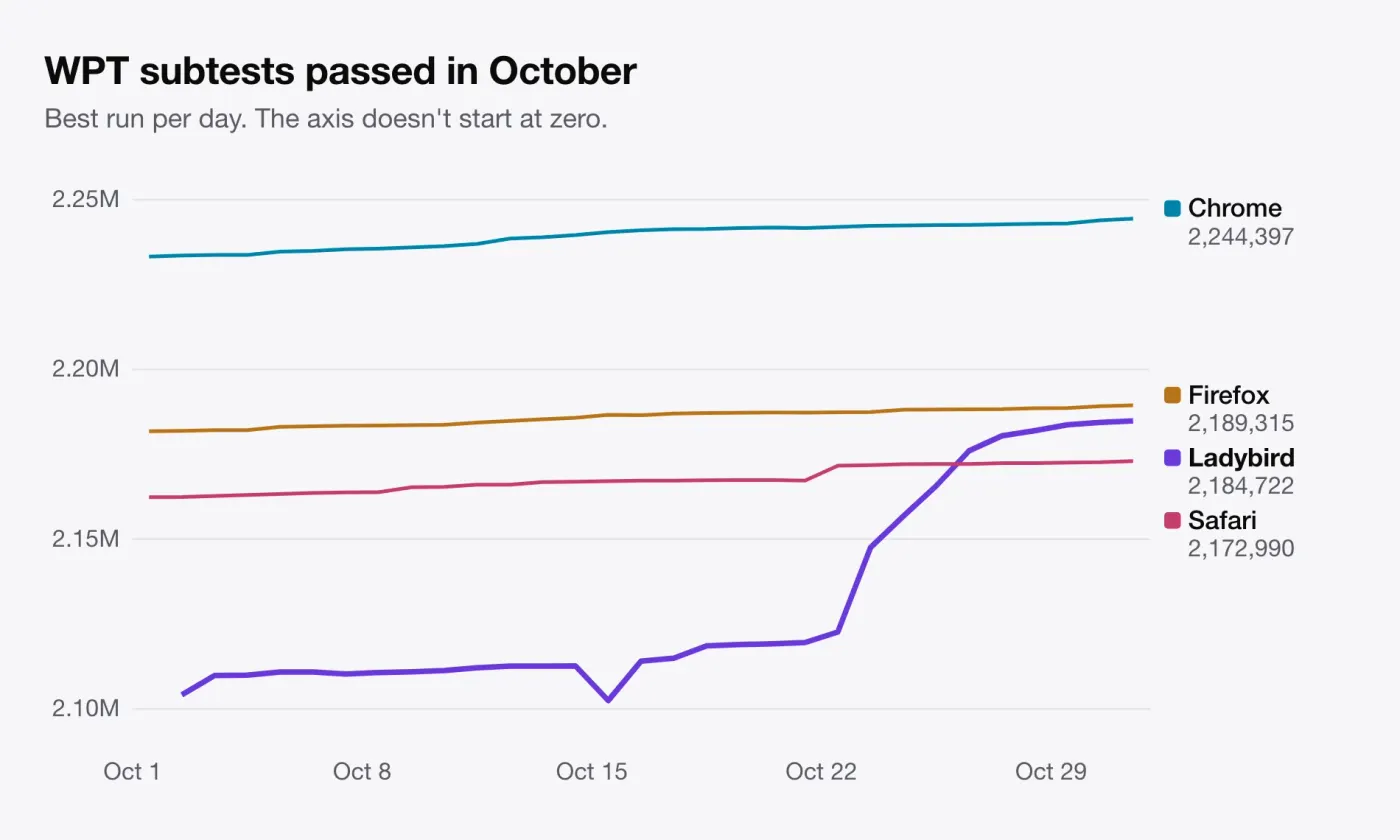 WPT subtests passed in October
Best run per day. The axis doesn't start at zero.
2.25M
2.20M
2.15M
2.10M
Oct 1
Oct 8
Oct 15
Oct 22
Oct 29
Chrome
2,244,397
Firefox
2,189,315
Ladybird
2,184,722
Safari
2,172,990